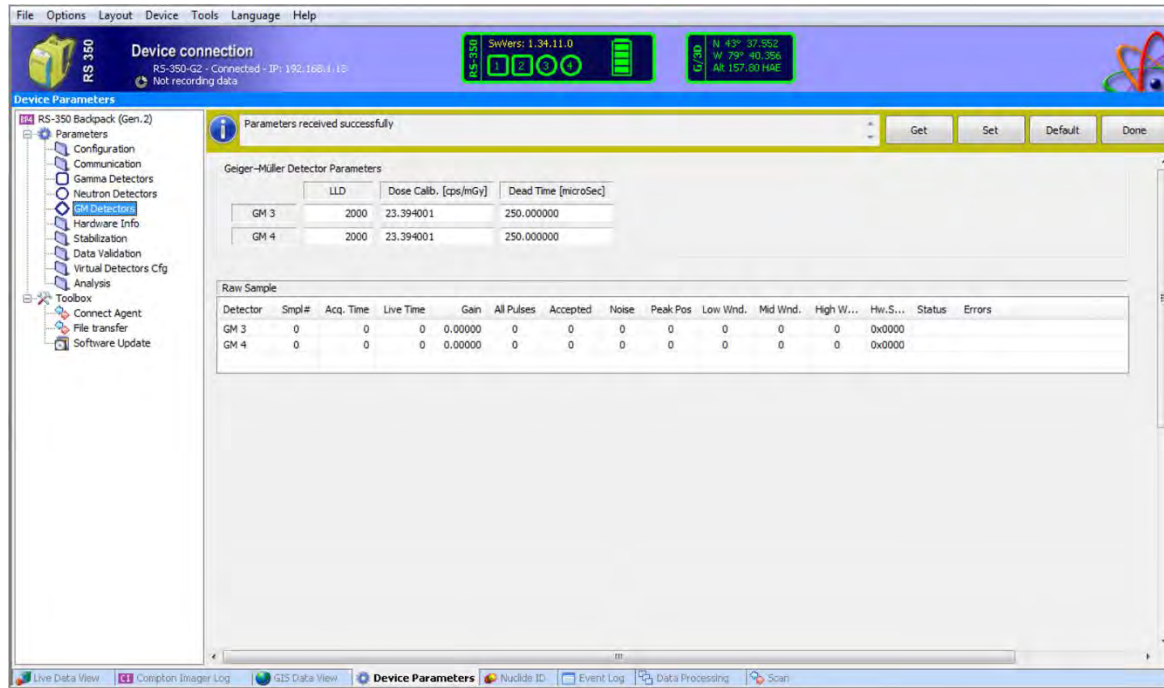 File Options Layout Device Tools Language Help
RS 350
Device connection
RS-350-G2 - Connected - IP: 192.168.1.13
Not recording data
RS-350
SwVers: 1.34.11.0
1 2 3 4
G/3D
N 43° 37.552
W 79° 40.356
Alt 157.80 HAE
Device Parameters
RS-350 Backpack (Gen.2)
Parameters
Configuration
Communication
Gamma Detectors
Neutron Detectors
GM Detectors
Hardware Info
Stabilization
Data Validation
Virtual Detectors Cfg
Analysis
Toolbox
Connect Agent
File transfer
Software Update
Parameters received successfully
Get Set Default Done
Geiger-Müller Detector Parameters
LLD Dose Calib. [cps/mGy] Dead Time [microSec]
GM 3 2000 23.394001 250.000000
GM 4 2000 23.394001 250.000000
Raw Sample
Detector Smpl# Acq. Time Live Time Gain All Pulses Accepted Noise Peak Pos Low Wnd. Mid Wnd. High W... Hw.S... Status Errors
GM 3 0 0 0 0.00000 0 0 0 0 0 0 0 0x0000
GM 4 0 0 0 0.00000 0 0 0 0 0 0 0 0x0000
Live Data View Compton Imager Log GIS Data View Device Parameters Nuclide ID Event Log Data Processing Scan